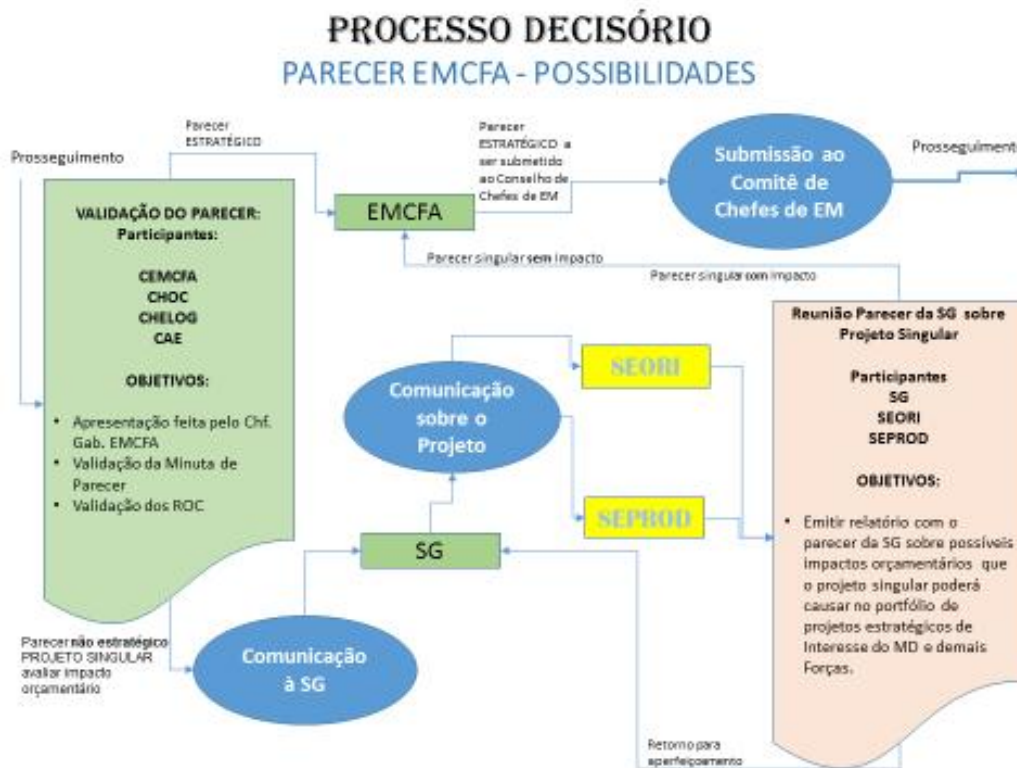 PROCESSO DECISÓRIO
PARECER EMCFA - POSSIBILIDADES
Prosseguimento
Parecer
ESTRATÉGICO
Parecer
ESTRATÉGICO a
ser submetido
ao Conselho de
Chefes de EM
Submissão ao
Comitê de
Chefes de EM
Prosseguimento
VALIDAÇÃO DO PARECER:
Participantes:
CEMCFA
CHOC
CHELOG
CAE
OBJETIVOS:
• Apresentação feita pelo Chf.
Gab. EMCFA
• Validação da Minuta de
Parecer
• Validação dos ROC
EMCFA
Parecer singular sem impacto
Parecer singular com impacto
Comunicação
sobre o
Projeto
SEORI
SEPROD
SG
Reunião Parecer da SG sobre
Projeto Singular
Participantes
SG
SEORI
SEPROD
OBJETIVOS:
• Emitir relatório com o
parecer da SG sobre possíveis
impactos orçamentários que
o projeto singular poderá
causar no portfólio de
projetos estratégicos de
Interesse do MD e demais
Forças.
Parecer não estratégico
PROJETO SINGULAR
avaliar impacto
orçamentário
Comunicação
à SG
Retorno para
aperfeiçoamento